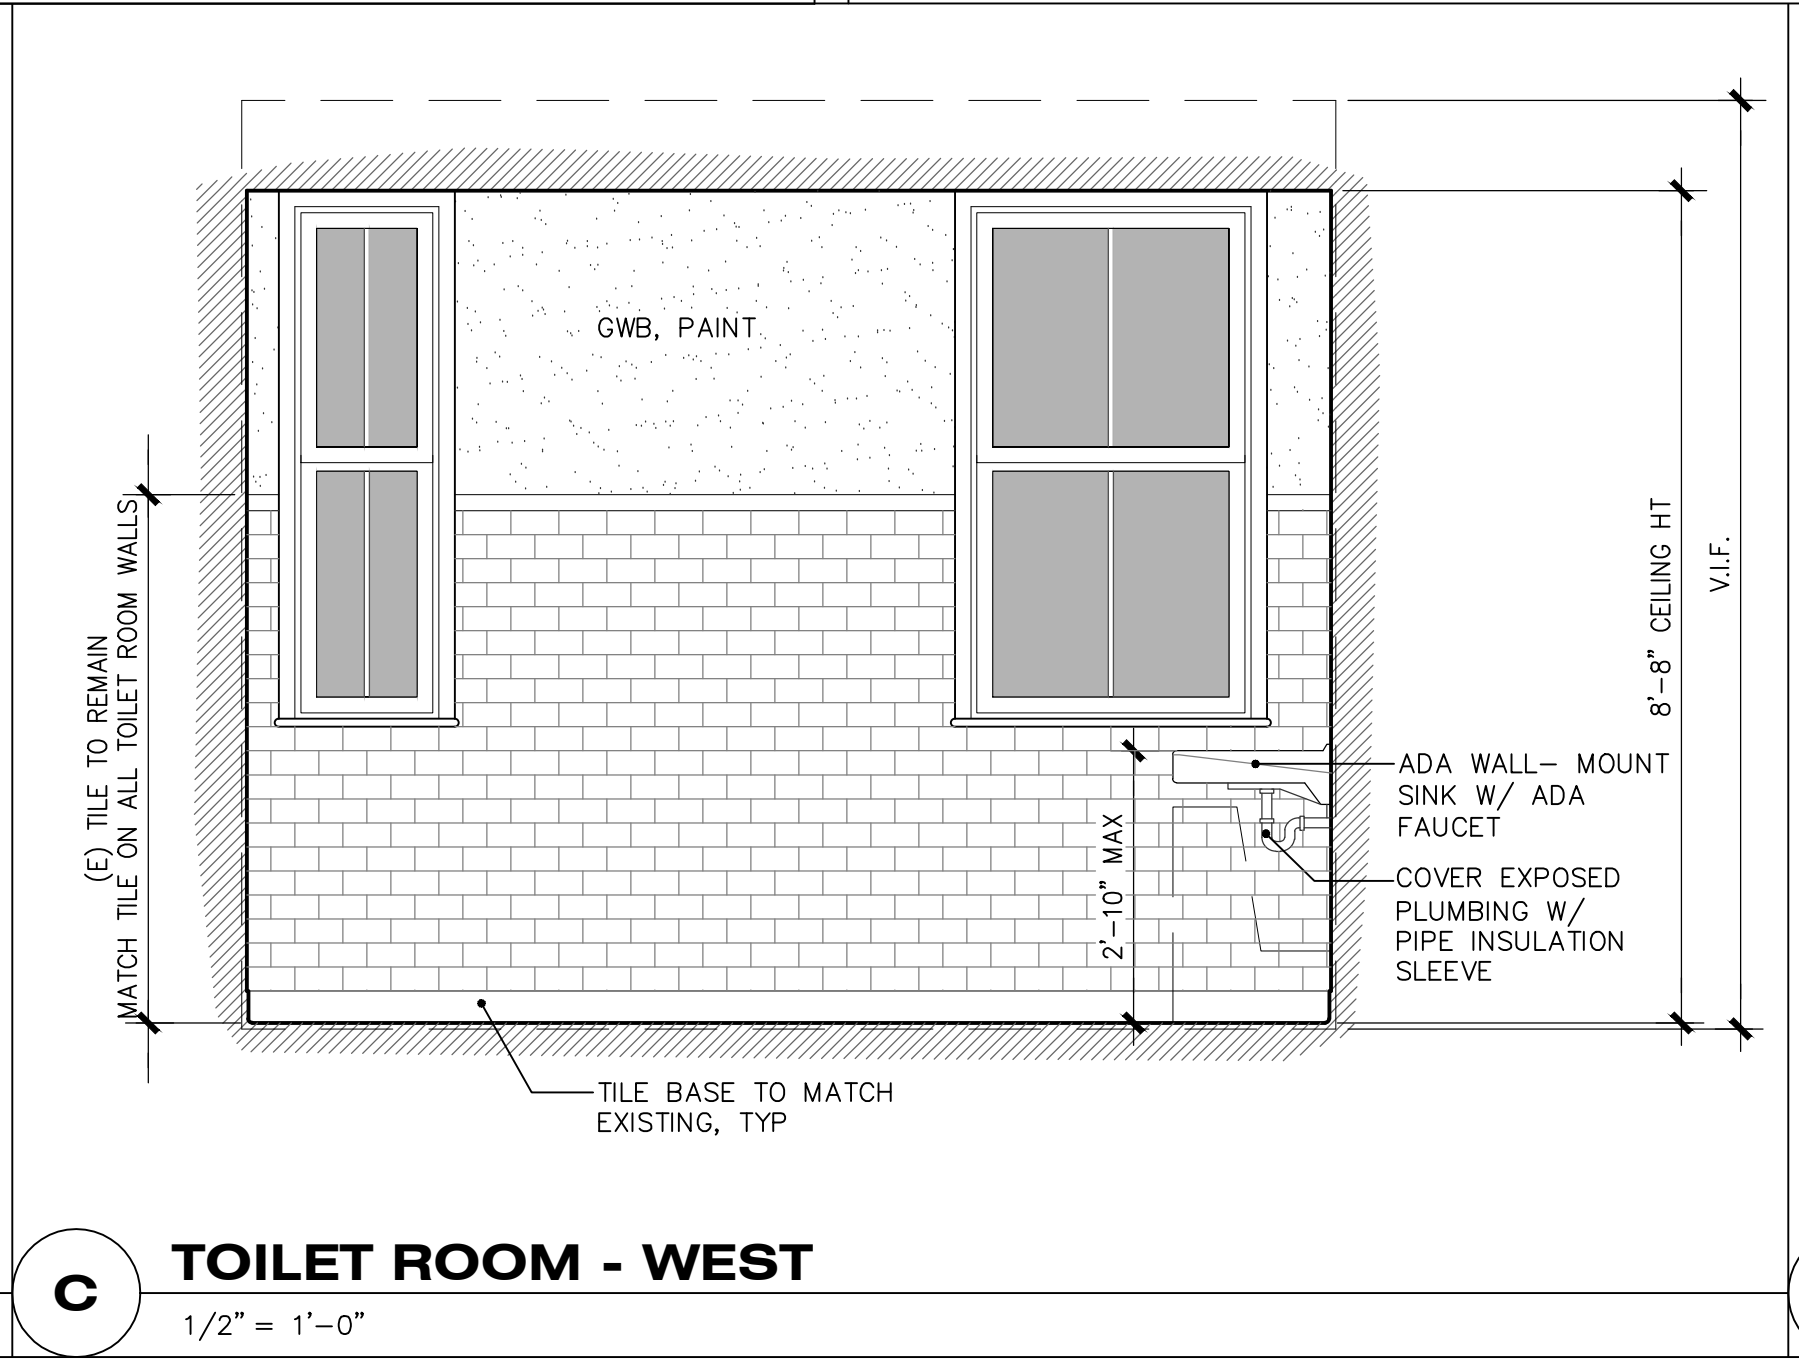 GWB, PAINT
(E) TILE TO REMAIN
MATCH TILE ON ALL TOILET ROOM WALLS
8'-8" CEILING HT
V.I.F.
2'-10" MAX
ADA WALL- MOUNT
SINK W/ ADA
FAUCET
COVER EXPOSED
PLUMBING W/
PIPE INSULATION
SLEEVE
TILE BASE TO MATCH
EXISTING, TYP
C
TOILET ROOM - WEST
1/2" = 1'-0"